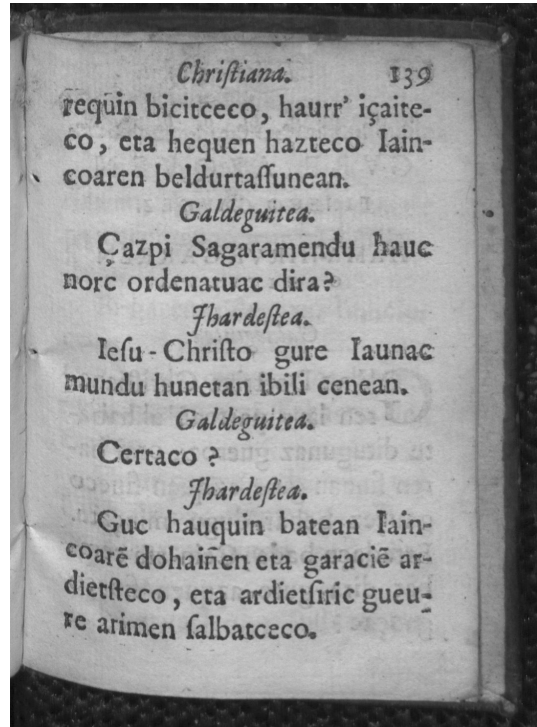 Chriſtiana. 139
requin bicitceco, haurr' içaite-
co, eta hequen hazteco Iain-
coaren beldurtaſſunean.
Galdeguitea.
Çazpi Sagaramendu hauc
norc ordenatuac dira?
Jhardeſtea.
Ieſu-Chriſto gure Iaunac
mundu hunetan ibili cenean.
Galdeguitea.
Certaco?
Jhardeſtea.
Guc hauquin batean Iain-
coarē dohaiñen eta garaciē ar-
dietſteco, eta ardietſiric gueu-
re arimen ſalbatceco.